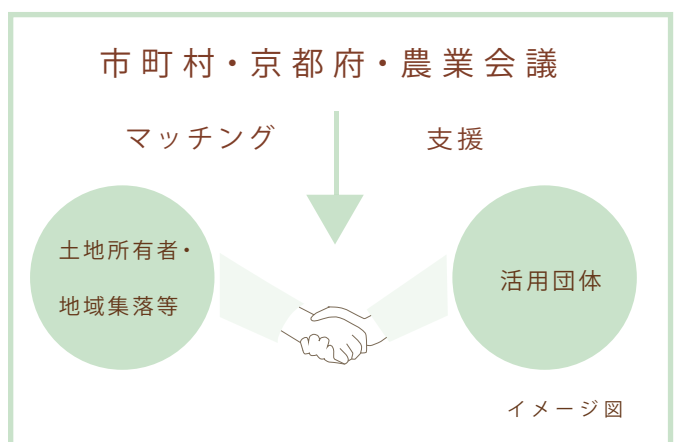 市町村・京都府・農業会議
マッチング
支援
土地所有者・
地域集落等
活用団体
イメージ図